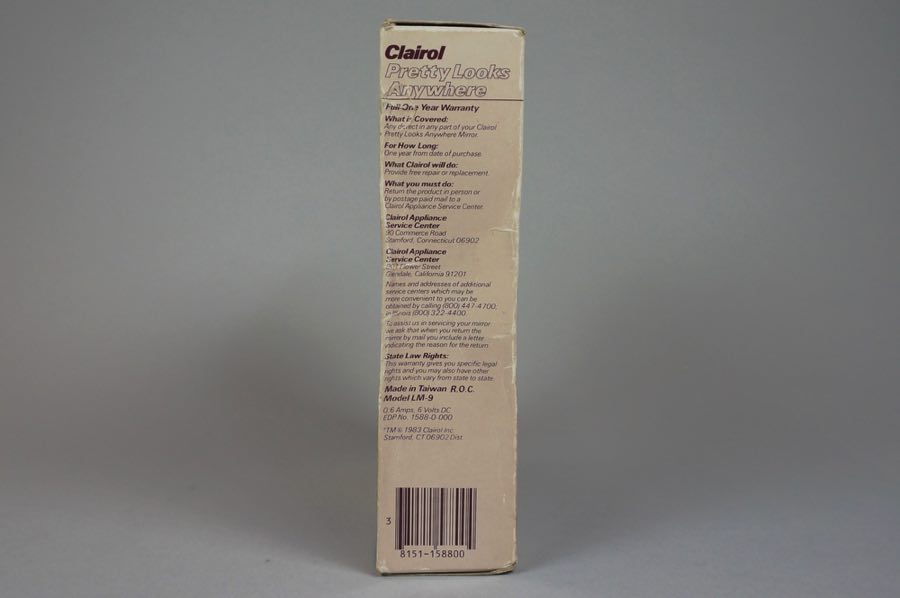 Clairol
Pretty Looks
Anywhere
Full One Year Warranty
What is Covered:
Any defect in any part of your Clairol
Pretty Looks Anywhere Mirror.
For How Long:
One year from date of purchase.
What Clairol will do:
Provide free repair or replacement.
What you must do:
Return the product in person or
by postage paid mail to a
Clairol Appliance Service Center.
Clairol Appliance
Service Center
90 Commerce Road
Stamford, Connecticut 06902
Clairol Appliance
Service Center
Flower Street
Glendale, California 91201
Names and addresses of additional
service centers which may be
more convenient to you can be
obtained by calling (800) 447-4700;
in Illinois (800) 322-4400.
To assist us in servicing your mirror
we ask that when you return the
mirror by mail you include a letter
indicating the reason for the return.
State Law Rights:
This warranty gives you specific legal
rights and you may also have other
rights which vary from state to state.
Made in Taiwan R.O.C.
Model LM-9
0.6 Amps, 6 Volts DC
EDP No. 1588-0-000
*TM © 1983 Clairol Inc.
Stamford, CT 06902 Dist.
3
8151-158800